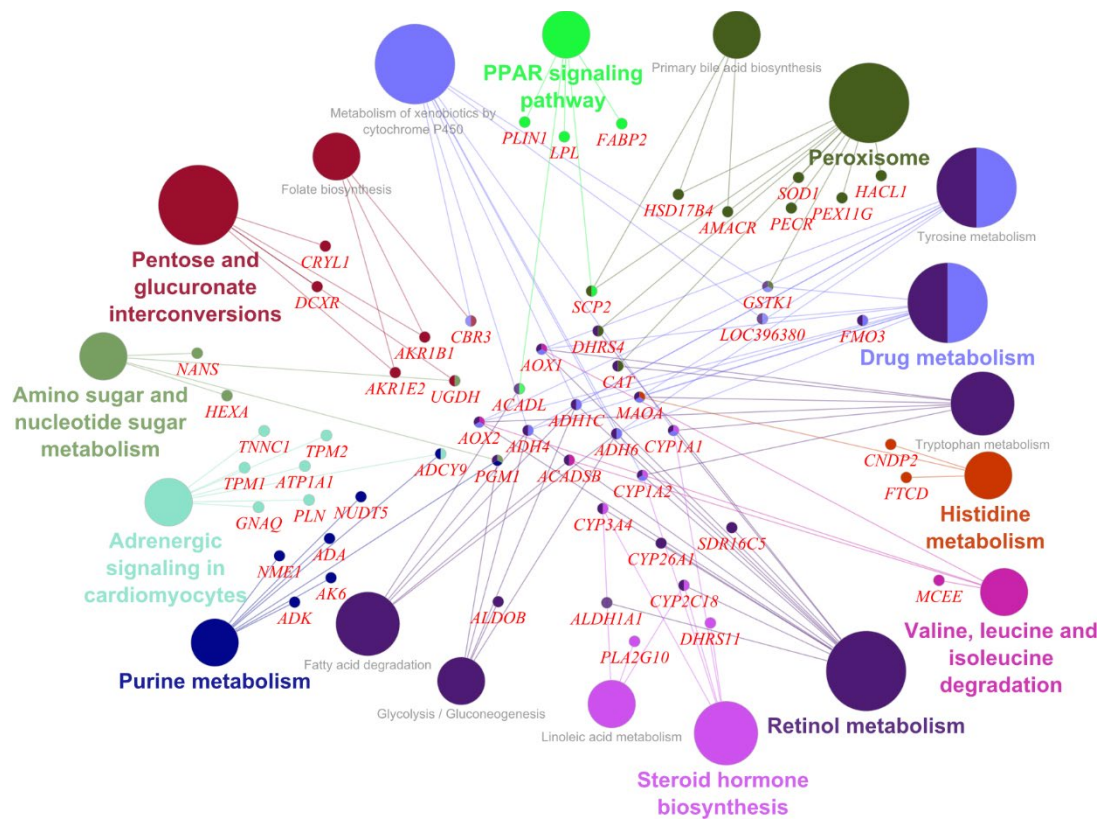 PPAR signaling
pathway
Primary bile acid biosynthesis
Metabolism of xenobiotics by
cytochrome P450
PLIN1
LPL
FABP2
Peroxisome
Folate biosynthesis
SOD1
HACL1
HSD17B4
AMACR
PECR
PEX11G
Tyrosine metabolism
Pentose and
glucuronate
interconversions
CRYL1
DCXR
CBR3
AKR1B1
AKR1E2
UGDH
SCP2
GSTK1
LOC396380
FMO3
DHRS4
AOX1
CAT
Drug metabolism
NANS
HEXA
Amino sugar and
nucleotide sugar
metabolism
ACADL
ADH1C
MAOA
AOX2
ADH4
ADH6
CYP1A1
Tryptophan metabolism
TNNC1
TPM2
TPM1
ATP1A1
ADCY9
PGM1
ACADSB
CYP1A2
CNDP2
FTCD
GNAQ
PLN
NUDT5
CYP3A4
SDR16C5
Histidine
metabolism
Adrenergic
signaling in
cardiomyocytes
ADA
NME1
AK6
ADK
CYP26A1
CYP2C18
MCEE
ALDOB
ALDH1A1
DHRS11
PLA2G10
Valine, leucine and
isoleucine
degradation
Purine metabolism
Fatty acid degradation
Glycolysis / Gluconeogenesis
Linoleic acid metabolism
Retinol metabolism
Steroid hormone
biosynthesis